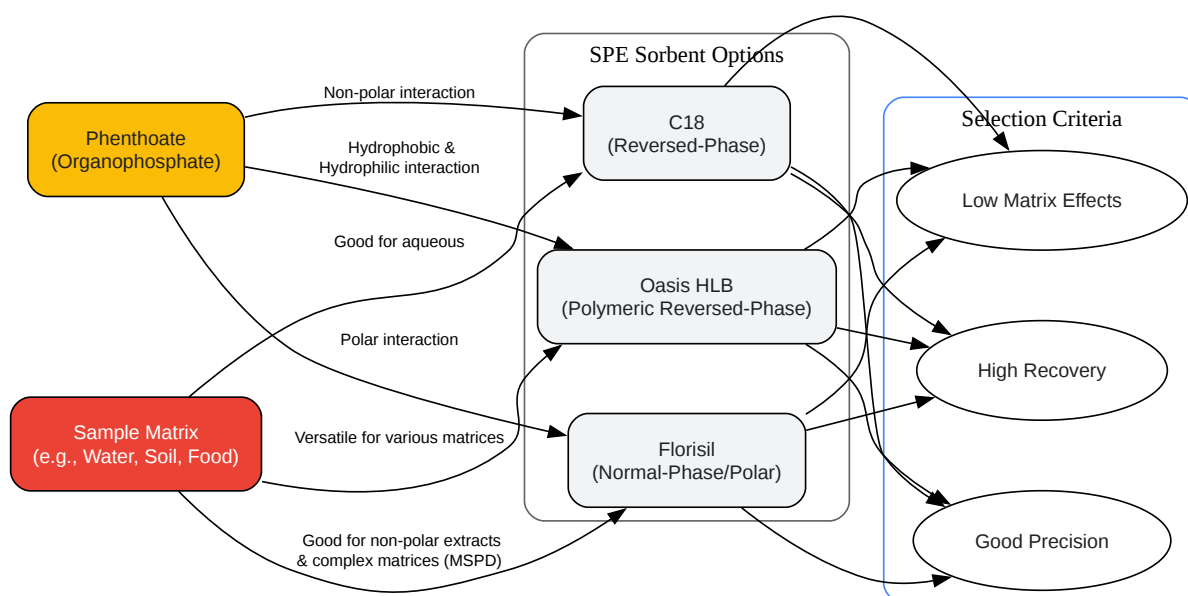 SPE Sorbent Options
Selection Criteria
Phenthoate
(Organophosphate)
Sample Matrix
(e.g., Water, Soil, Food)
Non-polar interaction
Hydrophobic &
Hydrophilic interaction
Good for aqueous
Polar interaction
Versatile for various matrices
Good for non-polar extracts
& complex matrices (MSPD)
C18
(Reversed-Phase)
Oasis HLB
(Polymeric Reversed-Phase)
Florisil
(Normal-Phase/Polar)
Low Matrix Effects
High Recovery
Good Precision